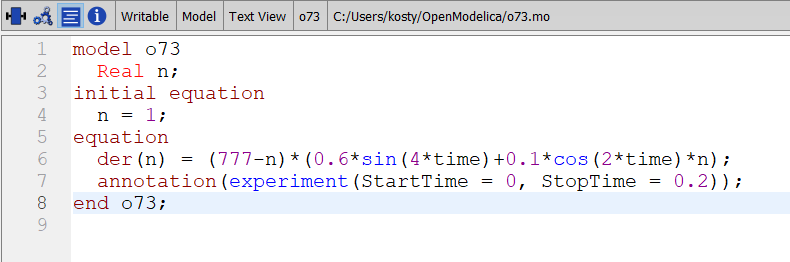 Writable Model Text View o73 C:/Users/kosty/OpenModelica/o73.mo
1 model o73
2 Real n;
3 initial equation
4 n = 1;
5 equation
6 der(n) = (777-n)*(0.6*sin(4*time)+0.1*cos(2*time)*n);
7 annotation(experiment(StartTime = 0, StopTime = 0.2));
8 end o73;
9